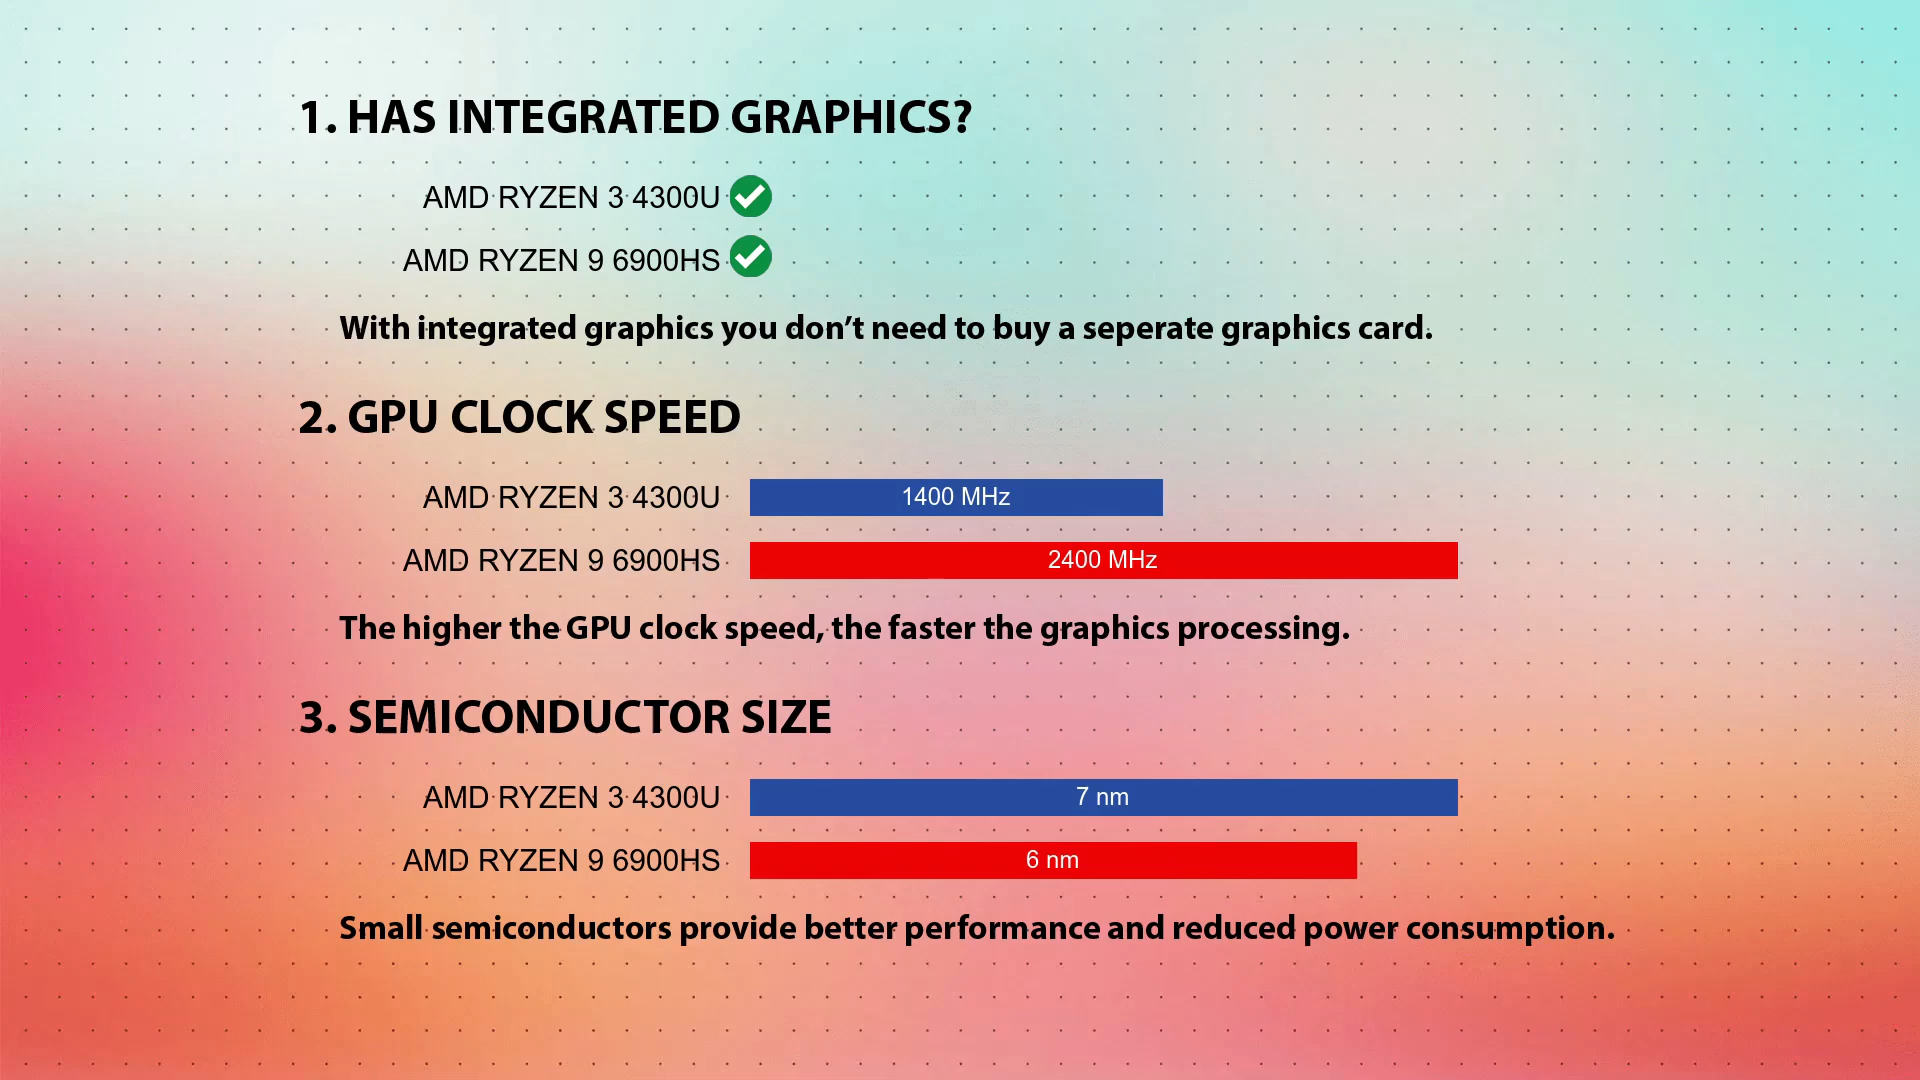 1. HAS INTEGRATED GRAPHICS?
AMD RYZEN 3 4300U
AMD RYZEN 9 6900HS
With integrated graphics you don’t need to buy a seperate graphics card.
2. GPU CLOCK SPEED
AMD RYZEN 3 4300U 1400 MHz
AMD RYZEN 9 6900HS 2400 MHz
The higher the GPU clock speed, the faster the graphics processing.
3. SEMICONDUCTOR SIZE
AMD RYZEN 3 4300U 7 nm
AMD RYZEN 9 6900HS 6 nm
Small semiconductors provide better performance and reduced power consumption.